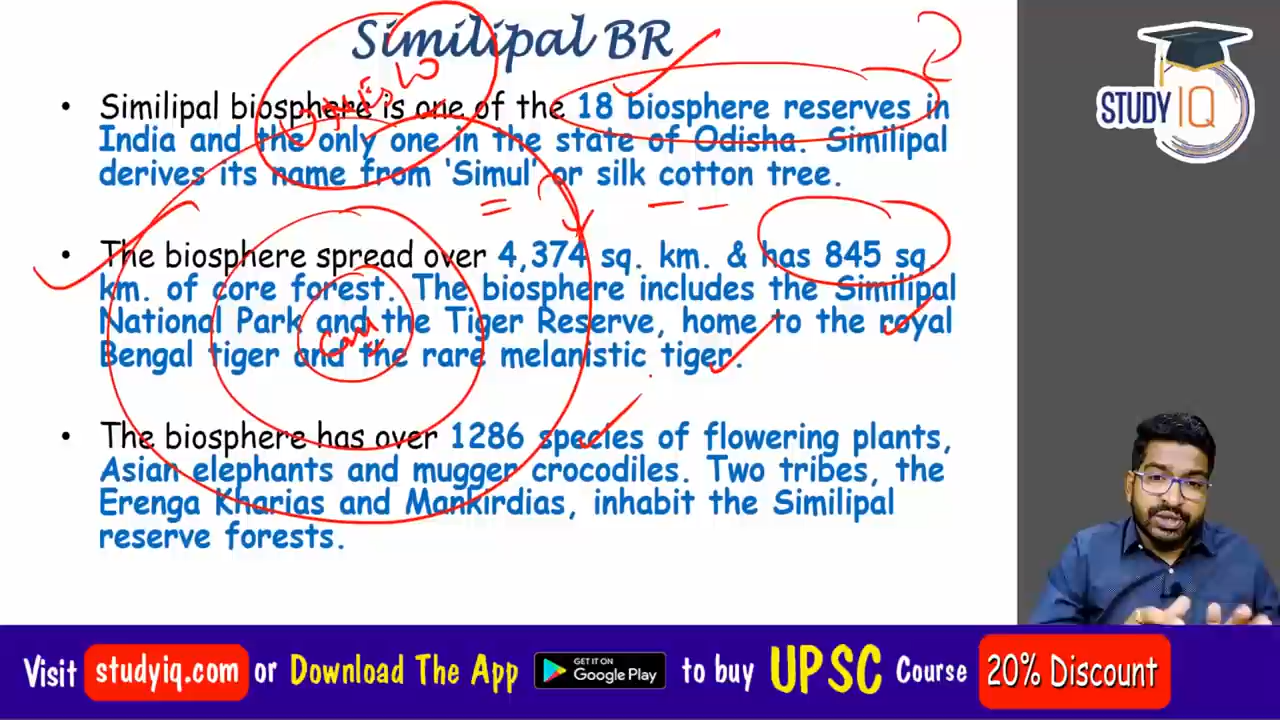 Similipal BR
UNESCO
• Similipal biosphere is one of the 18 biosphere reserves in
India and the only one in the state of Odisha. Similipal
derives its name from ‘Simul’ or silk cotton tree.
• The biosphere spread over 4,374 sq. km. & has 845 sq.
km. of core forest. The biosphere includes the Similipal
National Park and the Tiger Reserve, home to the royal
Bengal tiger and the rare melanistic tiger.
• The biosphere has over 1286 species of flowering plants,
Asian elephants and mugger crocodiles. Two tribes, the
Erenga Kharias and Mankirdias, inhabit the Similipal
reserve forests.
STUDY IQ
Visit studyiq.com or Download The App GET IT ON Google Play to buy UPSC Course 20% Discount